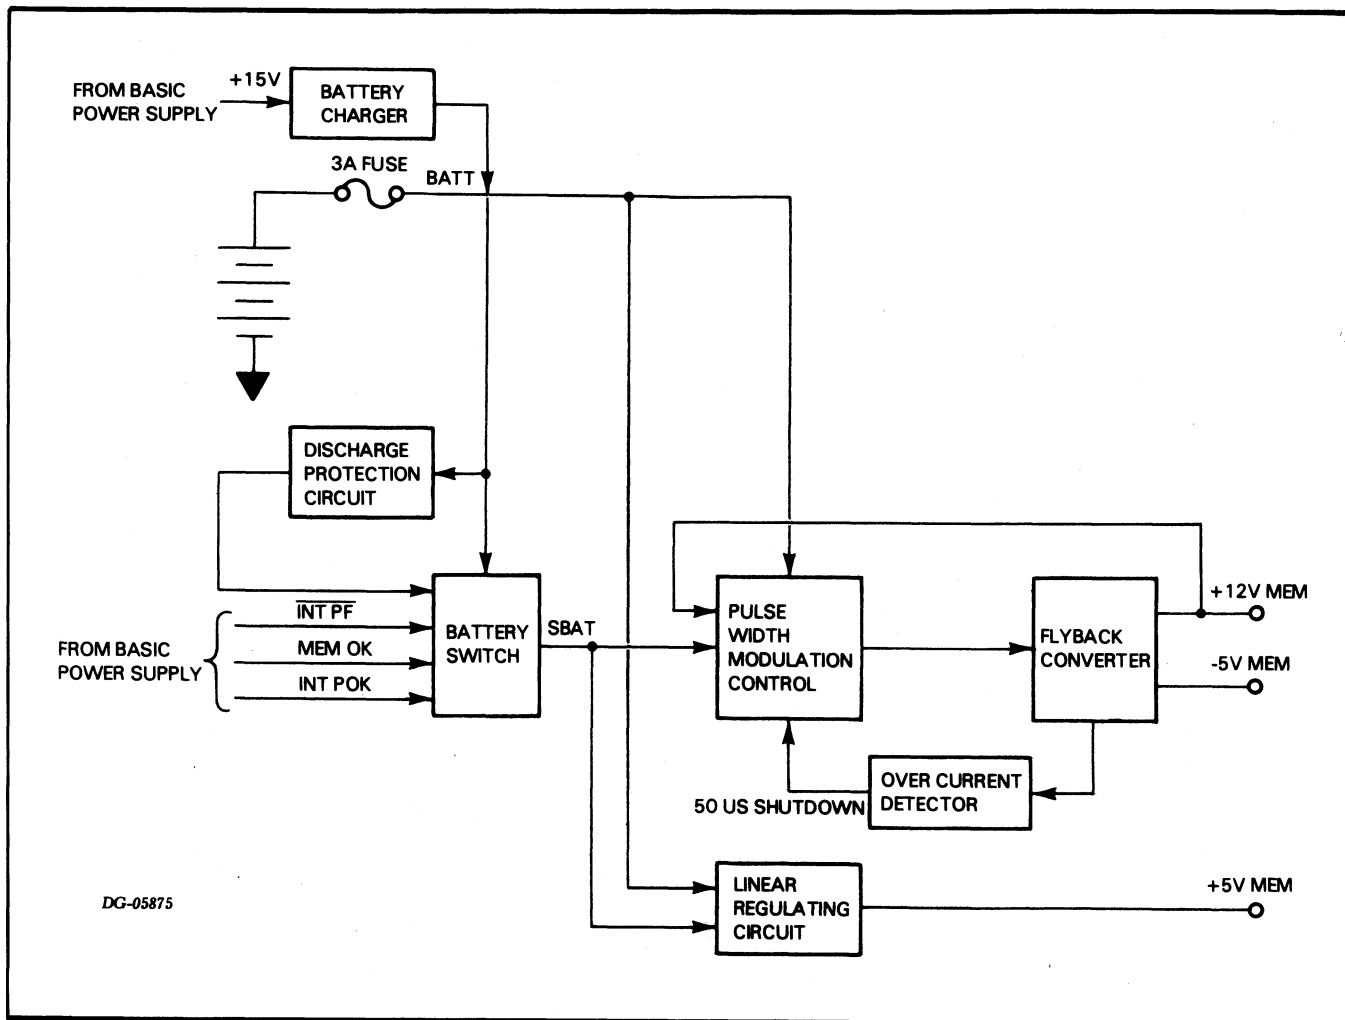 FROM BASIC
POWER SUPPLY
+15V
BATTERY
CHARGER
3A FUSE
BATT
DISCHARGE
PROTECTION
CIRCUIT
FROM BASIC
POWER SUPPLY
INT PF
MEM OK
INT POK
BATTERY
SWITCH
SBAT
PULSE
WIDTH
MODULATION
CONTROL
FLYBACK
CONVERTER
+12V MEM
-5V MEM
50 US SHUTDOWN
OVER CURRENT
DETECTOR
LINEAR
REGULATING
CIRCUIT
+5V MEM
DG-05875